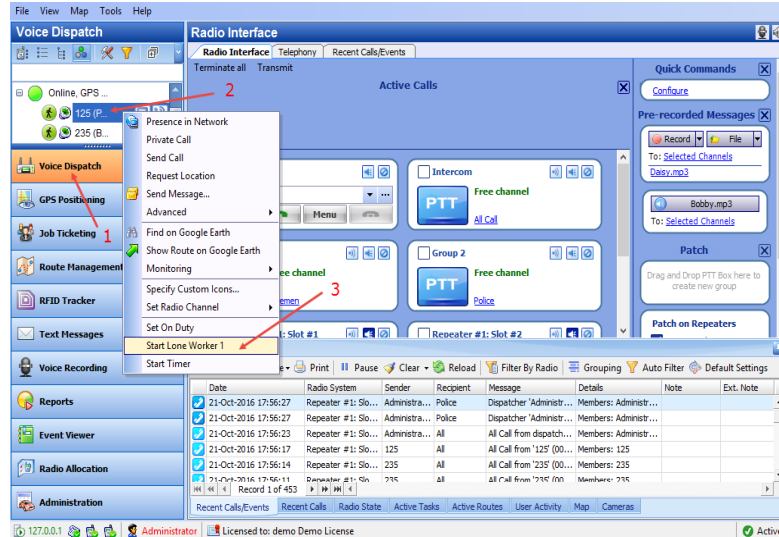 File View Map Tools Help
Voice Dispatch
Radio Interface
Radio Interface Telephony Recent Calls/Events
Terminate all Transmit
Active Calls
Online, GPS ...
125 (P...
235 (B...
2
Presence in Network
Private Call
Send Call
Request Location
Send Message...
Advanced
Find on Google Earth
Show Route on Google Earth
Monitoring
Specify Custom Icons...
Set Radio Channel
Set On Duty
Start Lone Worker 1
Start Timer
3
Voice Dispatch
1
GPS Positioning
Job Ticketing
Route Management
RFID Tracker
Text Messages
Voice Recording
Reports
Event Viewer
Radio Allocation
Administration
Menu
Intercom
PTT
Free channel
All Call
ee channel
emen
Group 2
PTT
Free channel
Police
1: Slot #1
Repeater #1: Slot #2
Quick Commands
Configure
Pre-recorded Messages
Record File
To: Selected Channels
Daisy.mp3
Bobby.mp3
To: Selected Channels
Patch
Drag and Drop PTT Box here to
create new group
Patch on Repeaters
Print Pause Clear Reload Filter By Radio Grouping Auto Filter Default Settings
Date Radio System Sender Recipient Message Details Note Ext. Note
21-Oct-2016 17:56:27 Repeater #1: Slo... Administra... Police Dispatcher 'Administr... Members: Administr...
21-Oct-2016 17:56:27 Repeater #1: Slo... Administra... Police Dispatcher 'Administr... Members: Administr...
21-Oct-2016 17:56:23 Repeater #1: Slo... Administra... All All Call from dispatch... Members: Administr...
21-Oct-2016 17:56:17 Repeater #1: Slo... 125 All All Call from '125' (00... Members: 125
21-Oct-2016 17:56:14 Repeater #1: Slo... 235 All All Call from '235' (00... Members: 235
21-Oct-2016 17:56:11 Repeater #1: Slo... 235 All All Call from '235' (00... Members: 235
Record 1 of 453
Recent Calls/Events Recent Calls Radio State Active Tasks Active Routes User Activity Map Cameras
127.0.0.1 Administrator Licensed to: demo Demo License Active